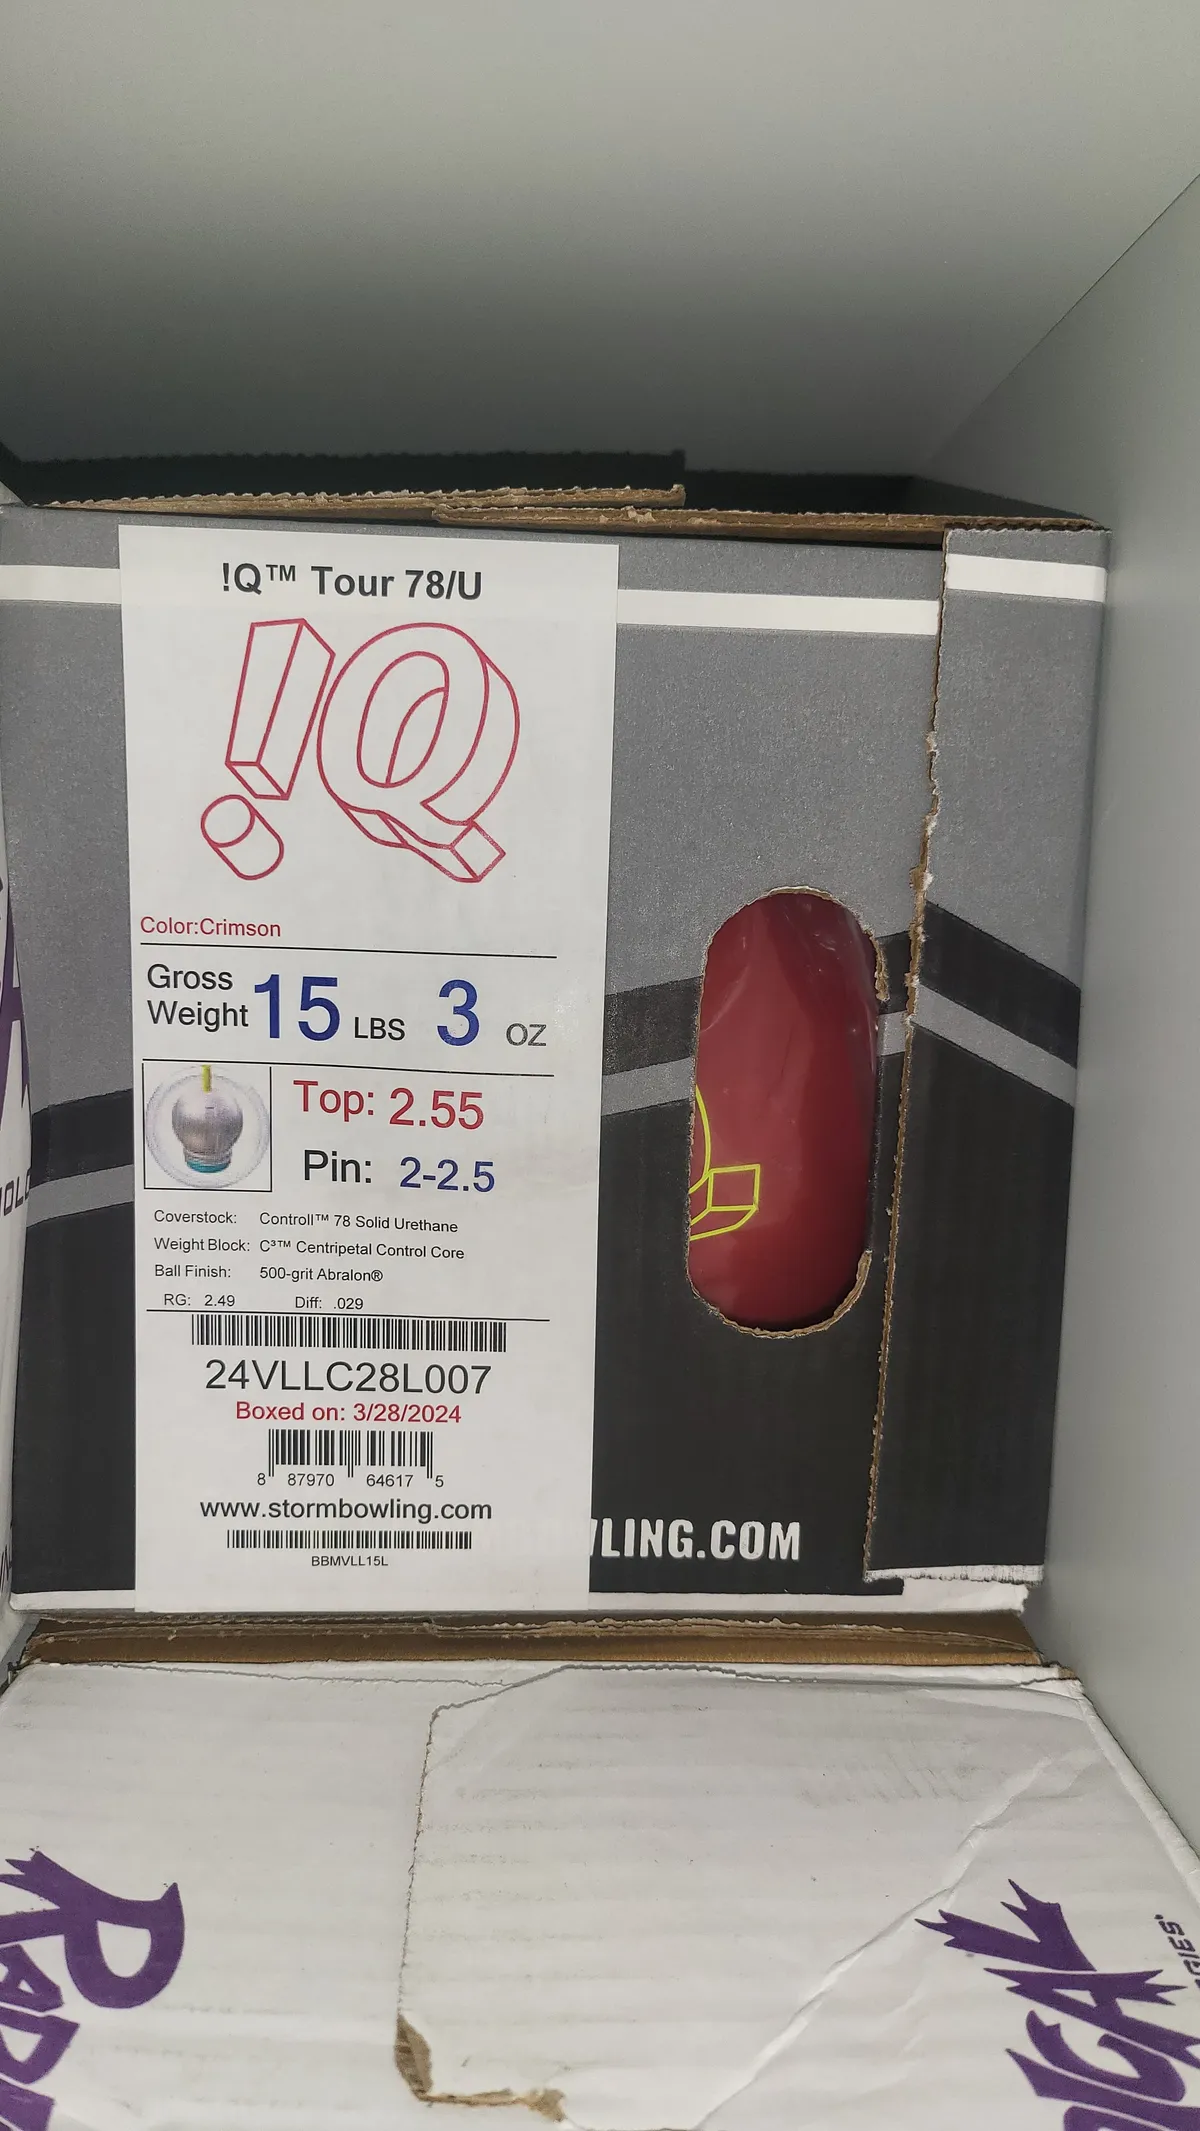 !Q™ Tour 78/U
!Q
Color:Crimson
Gross Weight 15 LBS 3 OZ
Top: 2.55
Pin: 2-2.5
Coverstock: Controll™ 78 Solid Urethane
Weight Block: C³™ Centripetal Control Core
Ball Finish: 500-grit Abralon®
RG: 2.49 Diff: .029
24VLLC28L007
Boxed on: 3/28/2024
8 87970 64617 5
www.stormbowling.com
BBMVLL15L
LING.COM